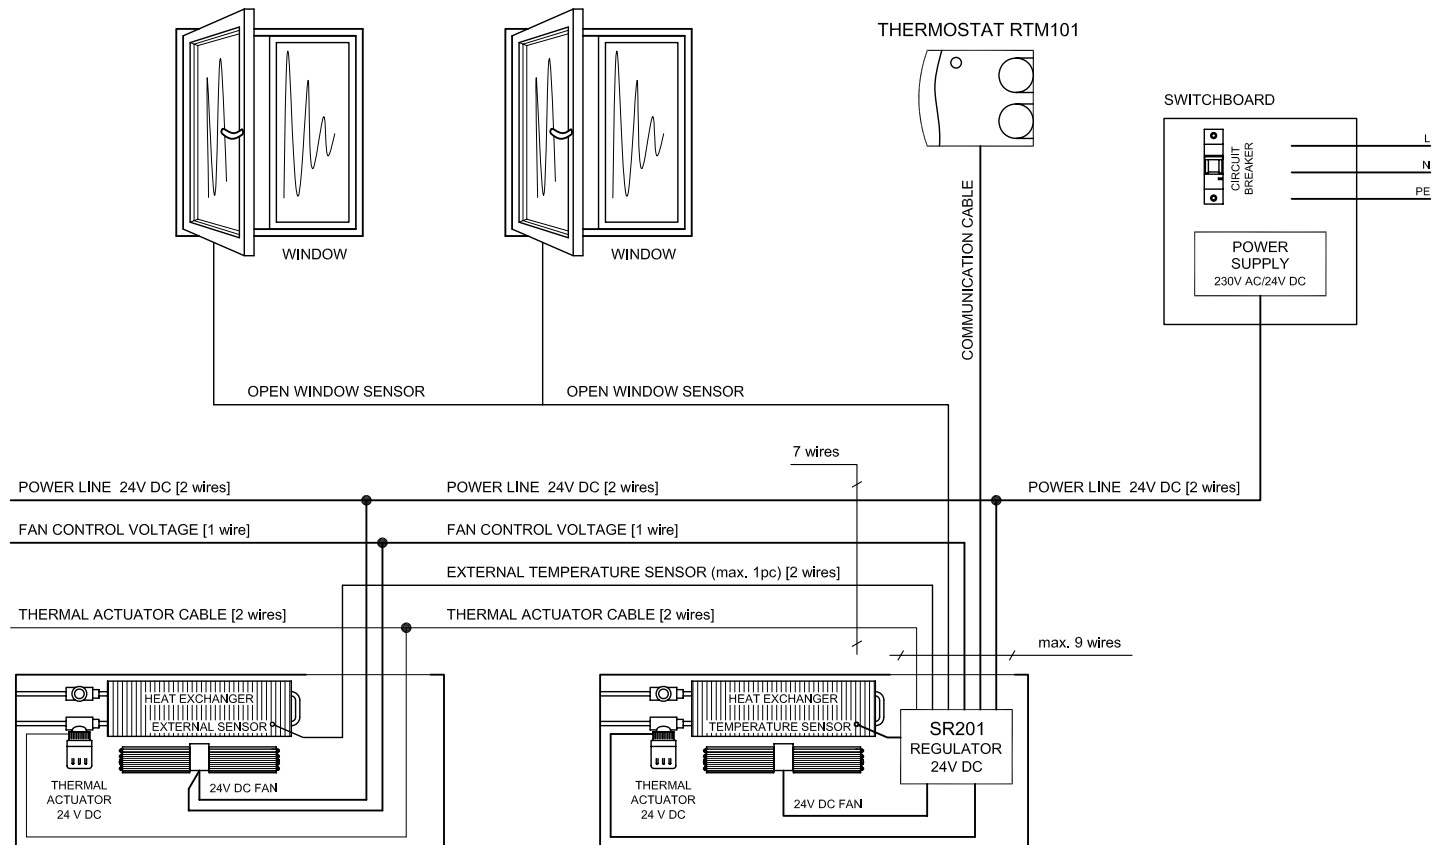 THERMOSTAT RTM101
SWITCHBOARD
L
N
PE
CIRCUIT
BREAKER
WINDOW
WINDOW
POWER
SUPPLY
230V AC/24V DC
COMMUNICATION CABLE
OPEN WINDOW SENSOR
OPEN WINDOW SENSOR
7 wires
POWER LINE 24V DC [2 wires]
POWER LINE 24V DC [2 wires]
POWER LINE 24V DC [2 wires]
FAN CONTROL VOLTAGE [1 wire]
FAN CONTROL VOLTAGE [1 wire]
EXTERNAL TEMPERATURE SENSOR (max. 1pc) [2 wires]
THERMAL ACTUATOR CABLE [2 wires]
THERMAL ACTUATOR CABLE [2 wires]
max. 9 wires
HEAT EXCHANGER
EXTERNAL SENSOR
THERMAL
ACTUATOR
24 V DC
24V DC FAN
HEAT EXCHANGER
TEMPERATURE SENSOR
THERMAL
ACTUATOR
24 V DC
24V DC FAN
SR201
REGULATOR
24V DC